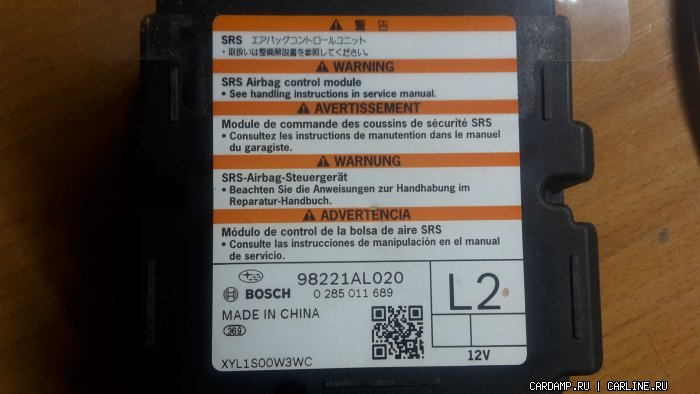 ⚠ 警告
SRS エアバッグコントロールユニット
・取扱いは整備解説書を参照してください。
⚠ WARNING
SRS Airbag control module
• See handling instructions in service manual.
⚠ AVERTISSEMENT
Module de commande des coussins de sécurité SRS
• Consultez les instructions de manutention dans le manuel
du garagiste.
⚠ WARNUNG
SRS-Airbag-Steuergerät
• Beachten Sie die Anweisungen zur Handhabung im
Reparatur-Handbuch.
⚠ ADVERTENCIA
Módulo de control de la bolsa de aire SRS
• Consulte las instrucciones de manipulación en el manual
de servicio.
98221AL020
BOSCH 0 285 011 689
MADE IN CHINA
369
XYL1S00W3WC
L2
12V
CARDAMP.RU | CARLINE.RU